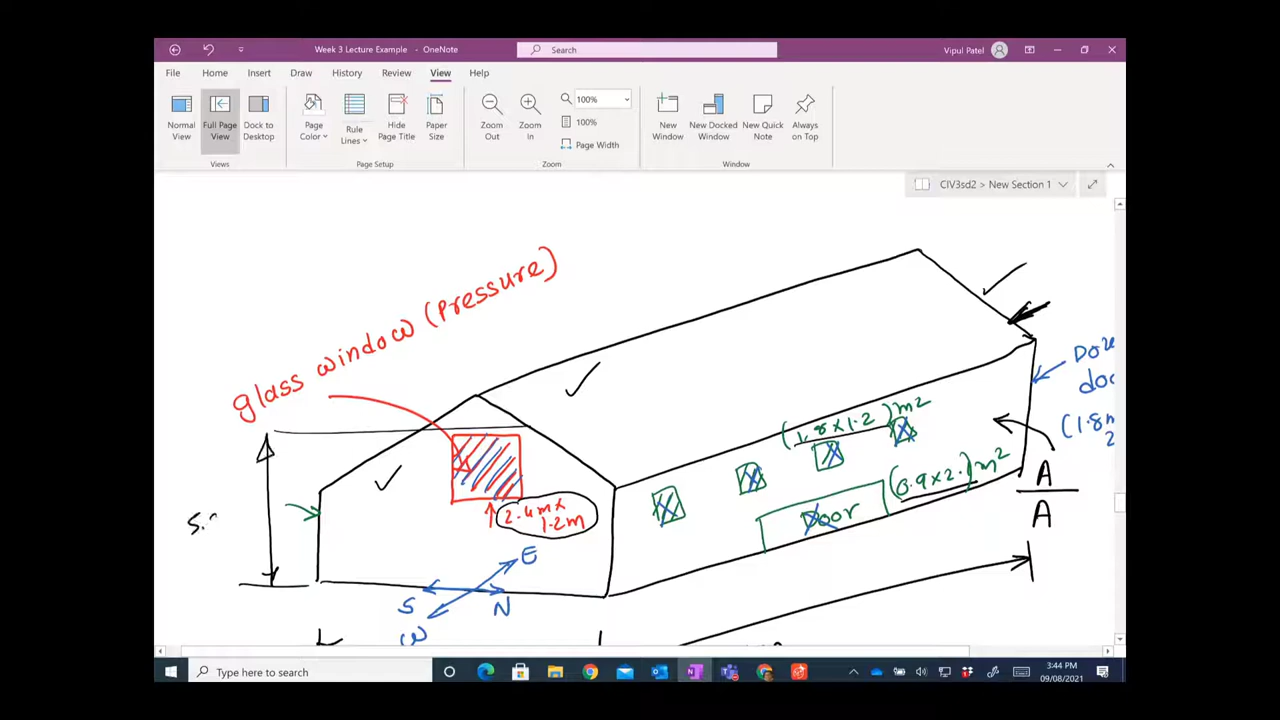 Week 3 Lecture Example - OneNote
Search
Vipul Patel
File Home Insert Draw History Review View Help
Normal View
Full Page View
Dock to Desktop
Page Color
Rule Lines
Hide Page Title
Paper Size
Zoom Out
Zoom In
100%
100%
Page Width
New Window
New Docked Window
New Quick Note
Always on Top
Views
Page Setup
Zoom
Window
CIV3sd2 > New Section 1
glass window (Pressure)
(1.8x1.2)m2
(0.9x2.1)m2
Door
2.4m x
1.2m
(1.8m
A
A
E
S
N
W
Type here to search
3:44 PM
09/08/2021